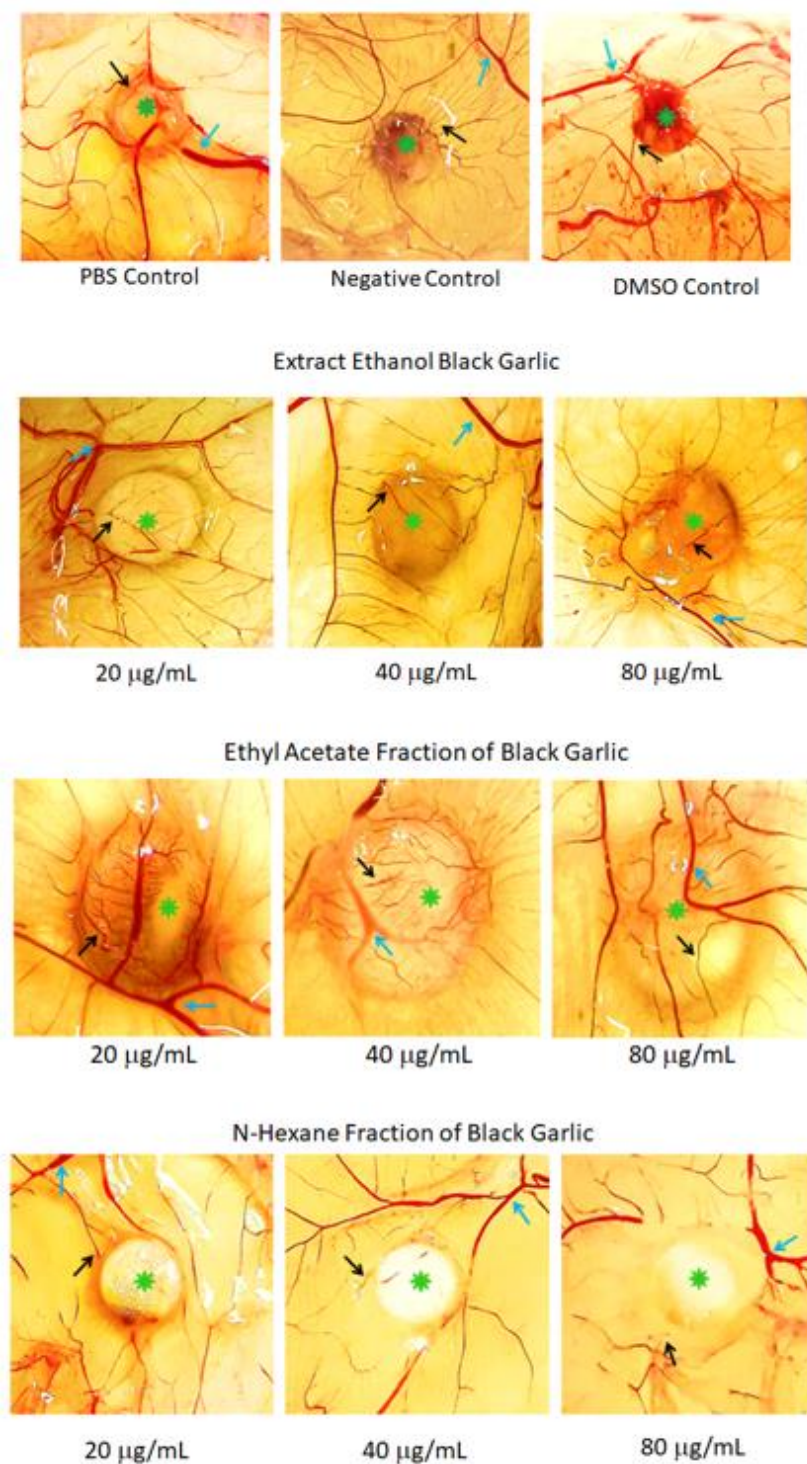 PBS Control
Negative Control
DMSO Control
Extract Ethanol Black Garlic
20 µg/mL
40 µg/mL
80 µg/mL
Ethyl Acetate Fraction of Black Garlic
20 µg/mL
40 µg/mL
80 µg/mL
N-Hexane Fraction of Black Garlic
20 µg/mL
40 µg/mL
80 µg/mL